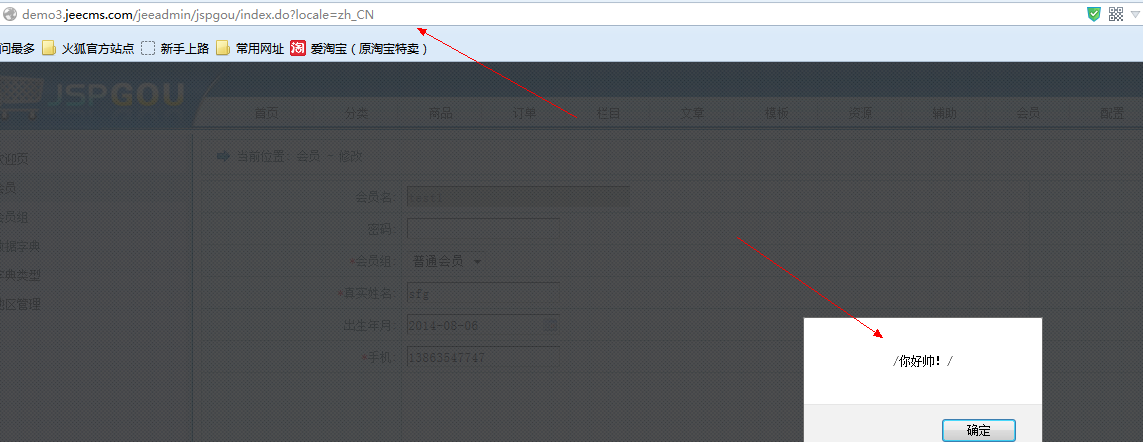 demo3.jeecms.com/jeeadmin/jspgou/index.do?locale=zh_CN
问最多 火狐官方站点 新手上路 常用网址 淘 爱淘宝（原淘宝特卖）
JSPGOU
首页 分类 商品 订单 栏目 文章 模板 资源 辅助 会员 配置
欢迎页
当前位置: 会员 - 修改
会员
会员名:
会员组
密码:
数据字典
*会员组: 普通会员
字典类型
*真实姓名: sfg
地区管理
出生年月: 2014-08-06
*手机: 13863547747
/你好帅! /
确定